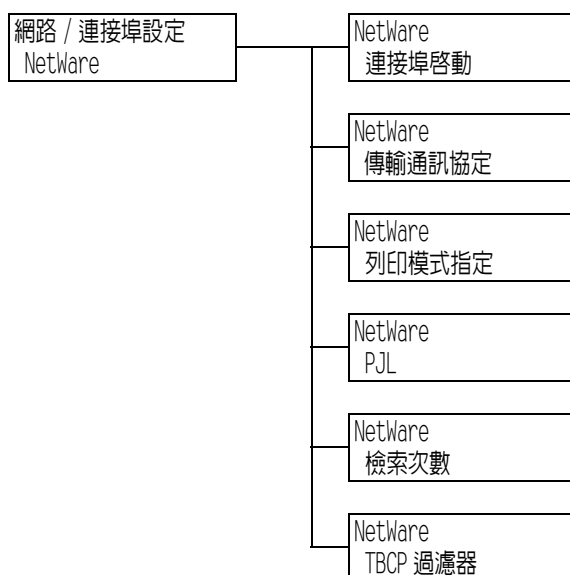 網路 / 連接埠設定
NetWare
NetWare
連接埠啓動
NetWare
傳輸通訊協定
NetWare
列印模式指定
NetWare
PJL
NetWare
檢索次數
NetWare
TBCP 過濾器